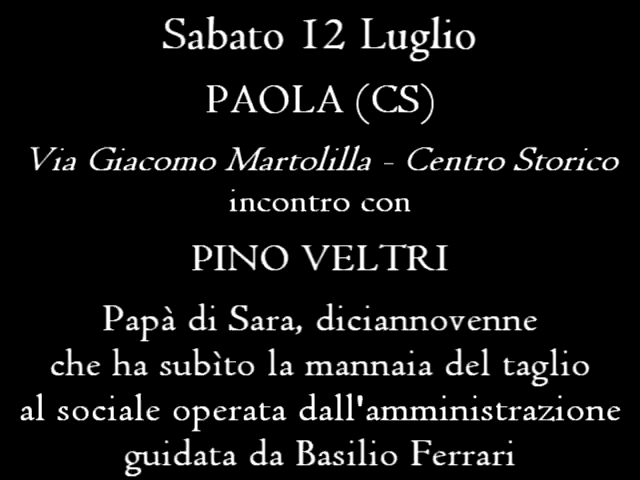 Sabato 12 Luglio
PAOLA (CS)
Via Giacomo Martolilla - Centro Storico
incontro con
PINO VELTRI
Papà di Sara, diciannovenne
che ha subìto la mannaia del taglio
al sociale operata dall'amministrazione
guidata da Basilio Ferrari